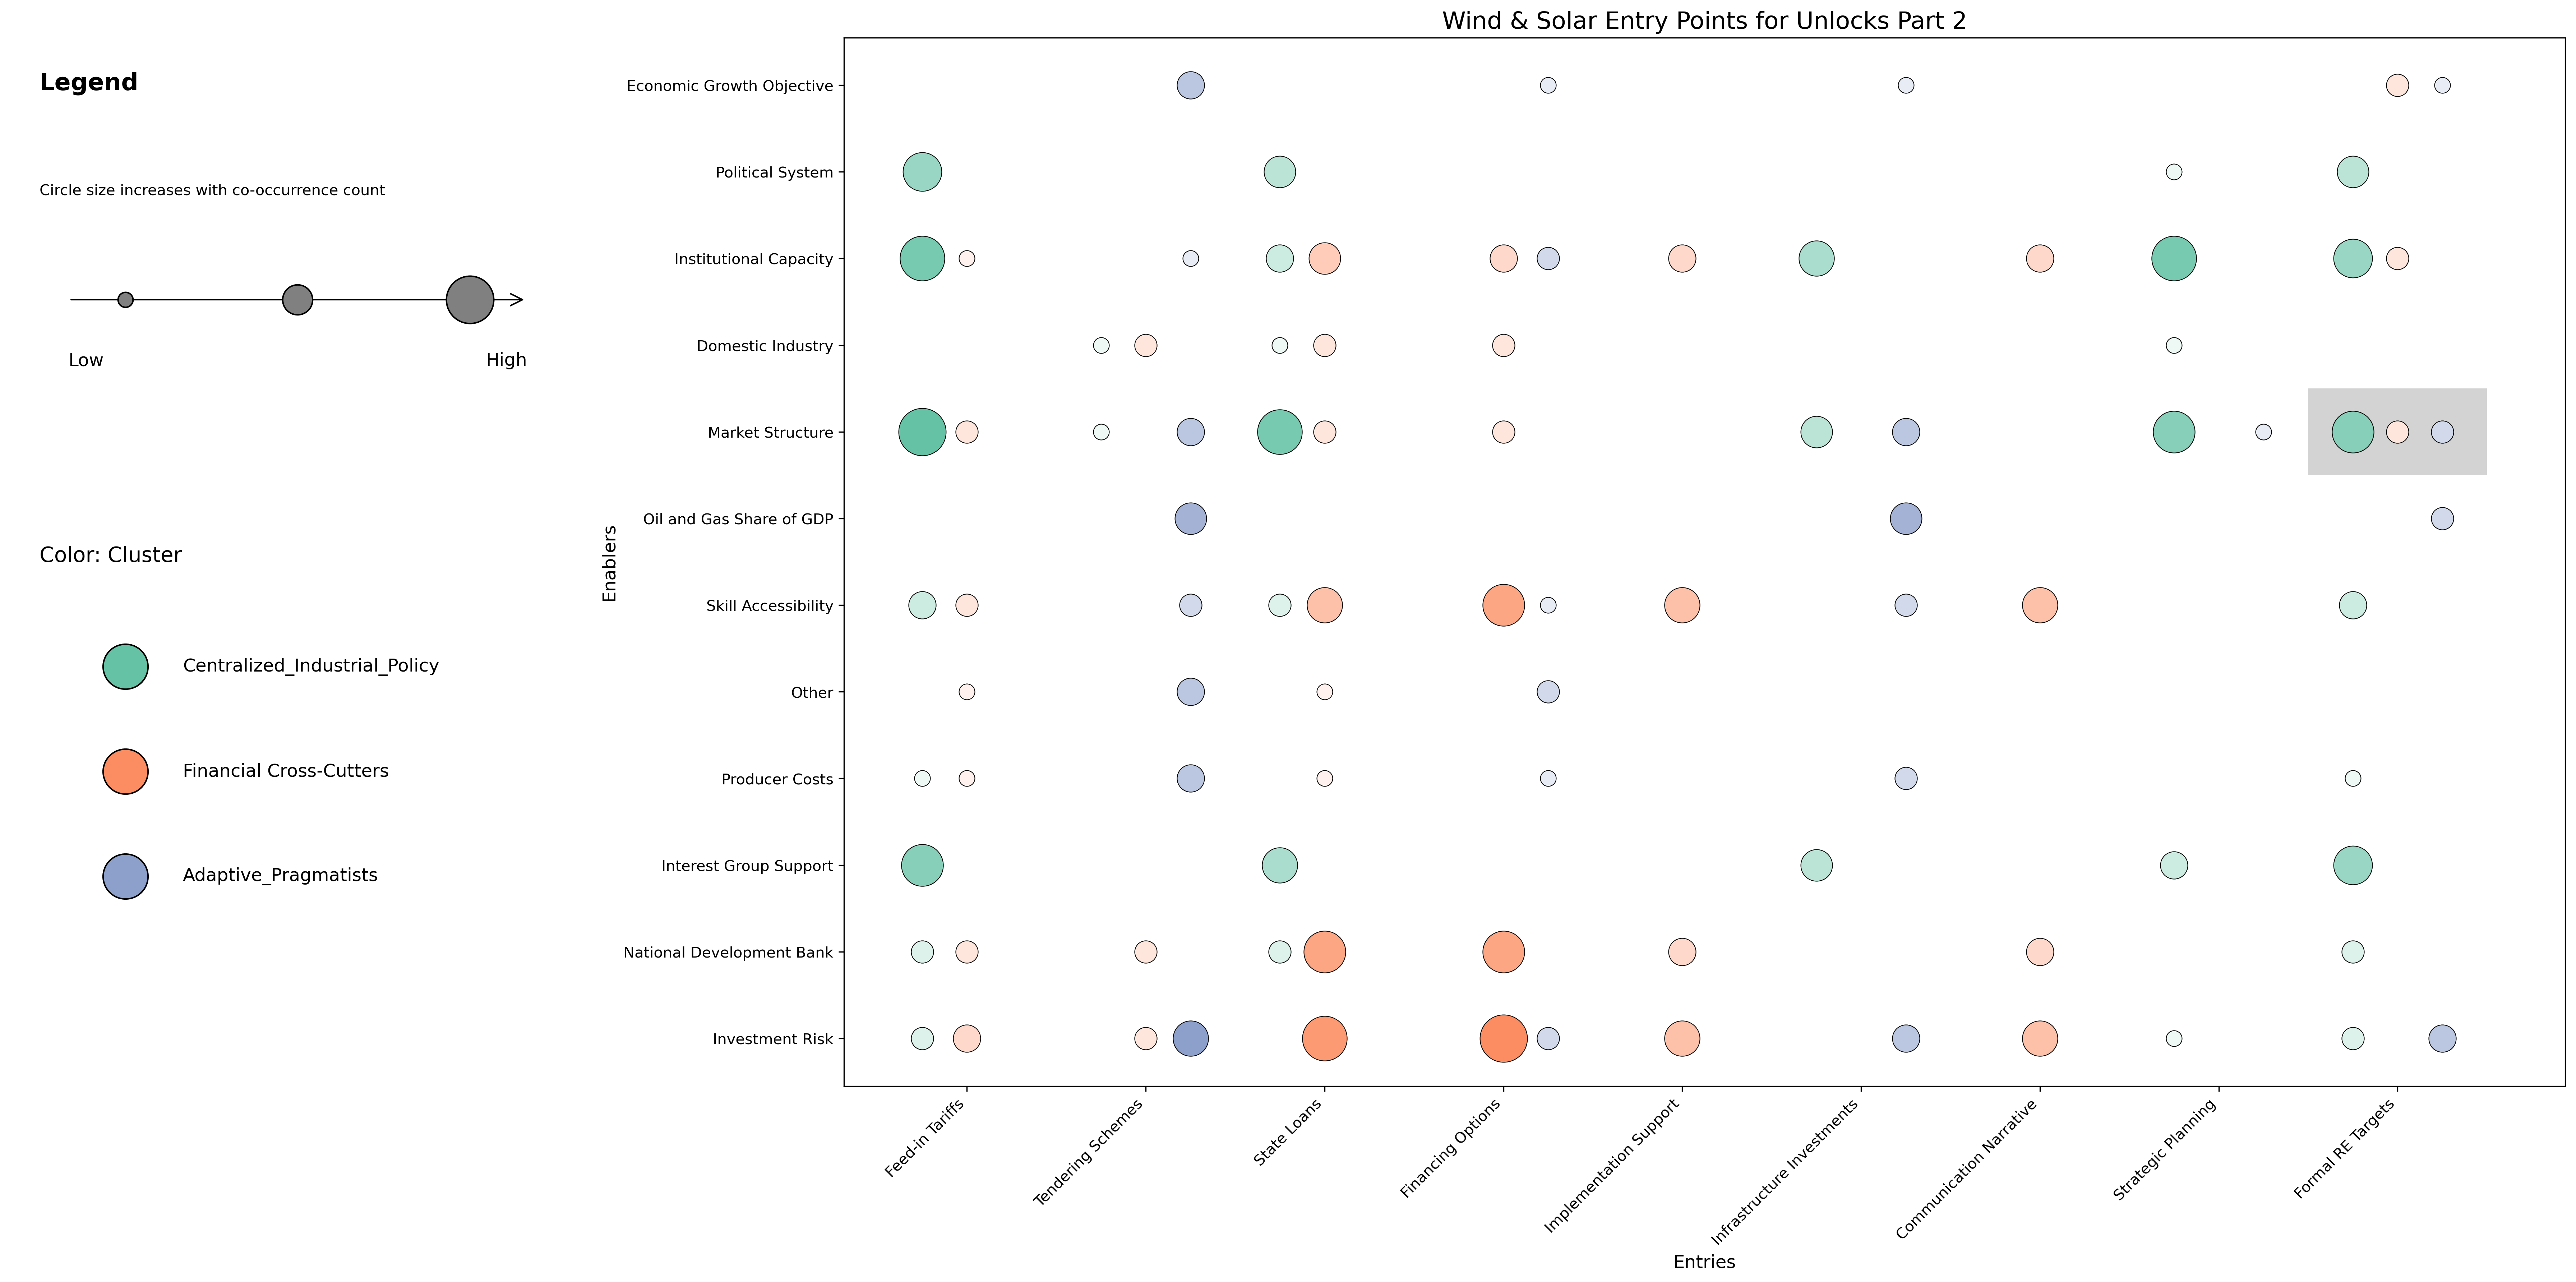 Wind & Solar Entry Points for Unlocks Part 2
Legend
Circle size increases with co-occurrence count
Low
High
Color: Cluster
Centralized_Industrial_Policy
Financial Cross-Cutters
Adaptive_Pragmatists
Enablers
Economic Growth Objective
Political System
Institutional Capacity
Domestic Industry
Market Structure
Oil and Gas Share of GDP
Skill Accessibility
Other
Producer Costs
Interest Group Support
National Development Bank
Investment Risk
Feed-in Tariffs
Tendering Schemes
State Loans
Financing Options
Implementation Support
Infrastructure Investments
Communication Narrative
Strategic Planning
Formal RE Targets
Entries